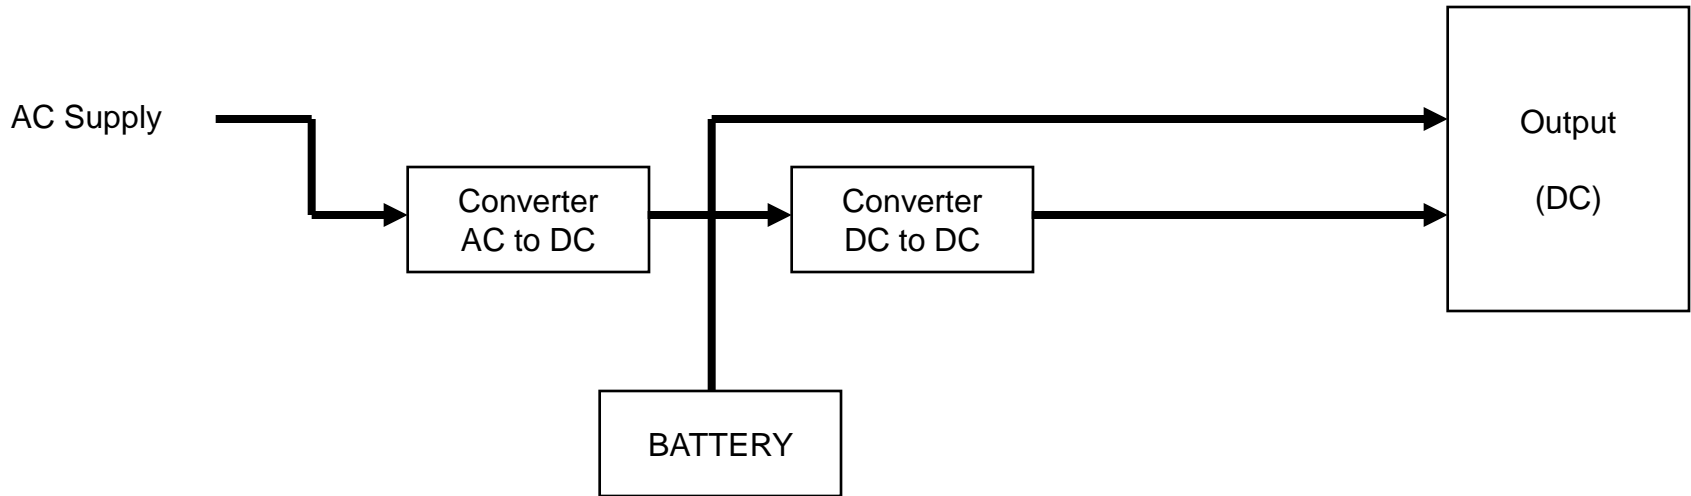 AC Supply
Converter
AC to DC
Converter
DC to DC
Output
(DC)
BATTERY